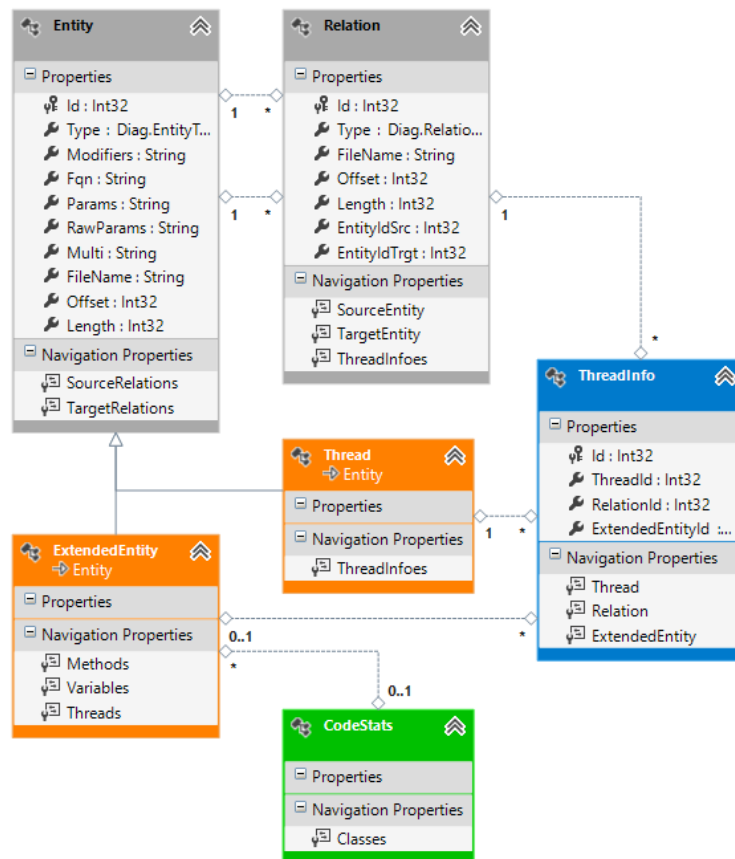 Entity
Properties
Id : Int32
Type : Diag.EntityT...
Modifiers : String
Fqn : String
Params : String
RawParams : String
Multi : String
FileName : String
Offset : Int32
Length : Int32
Navigation Properties
SourceRelations
TargetRelations
Relation
Properties
Id : Int32
Type : Diag.Relatio...
FileName : String
Offset : Int32
Length : Int32
EntityIdSrc : Int32
EntityIdTrgt : Int32
Navigation Properties
SourceEntity
TargetEntity
ThreadInfoes
1 *
1 *
1
*
ThreadInfo
Properties
Id : Int32
ThreadId : Int32
RelationId : Int32
ExtendedEntityId :...
Navigation Properties
Thread
Relation
ExtendedEntity
Thread
Entity
Properties
Navigation Properties
ThreadInfoes
1 *
ExtendedEntity
Entity
Properties
Navigation Properties
Methods
Variables
Threads
0..1 *
*
0..1
CodeStats
Properties
Navigation Properties
Classes